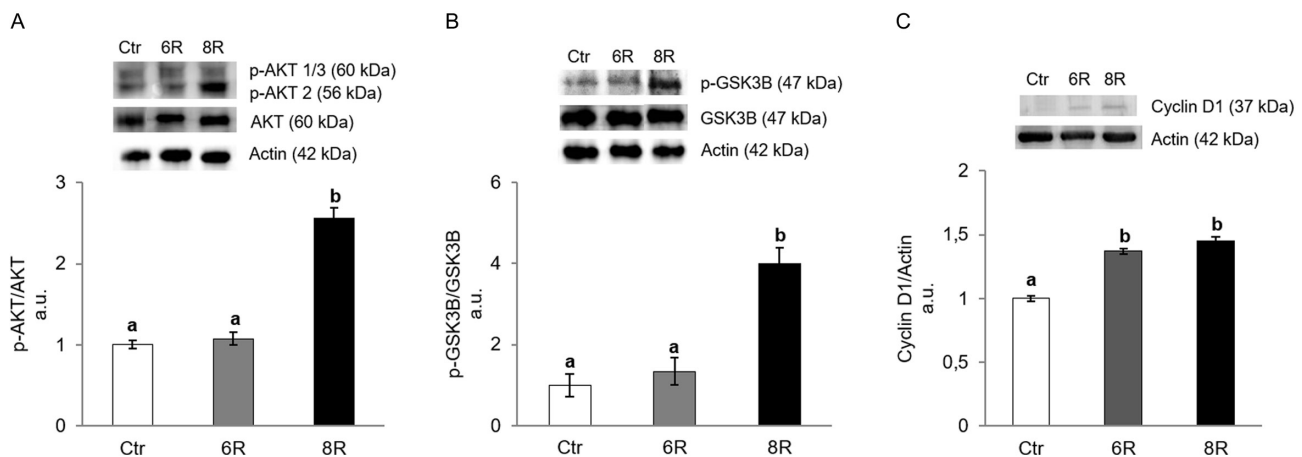 A
Ctr 6R 8R
p-AKT 1/3 (60 kDa)
p-AKT 2 (56 kDa)
AKT (60 kDa)
Actin (42 kDa)
3
2
1
0
p-AKT/AKT
a.u.
a
a
b
Ctr 6R 8R
B
Ctr 6R 8R
p-GSK3B (47 kDa)
GSK3B (47 kDa)
Actin (42 kDa)
6
4
2
0
p-GSK3B/GSK3B
a.u.
a
a
b
Ctr 6R 8R
C
Ctr 6R 8R
Cyclin D1 (37 kDa)
Actin (42 kDa)
2
1,5
1
0,5
0
Cyclin D1/Actin
a.u.
a
b
b
Ctr 6R 8R